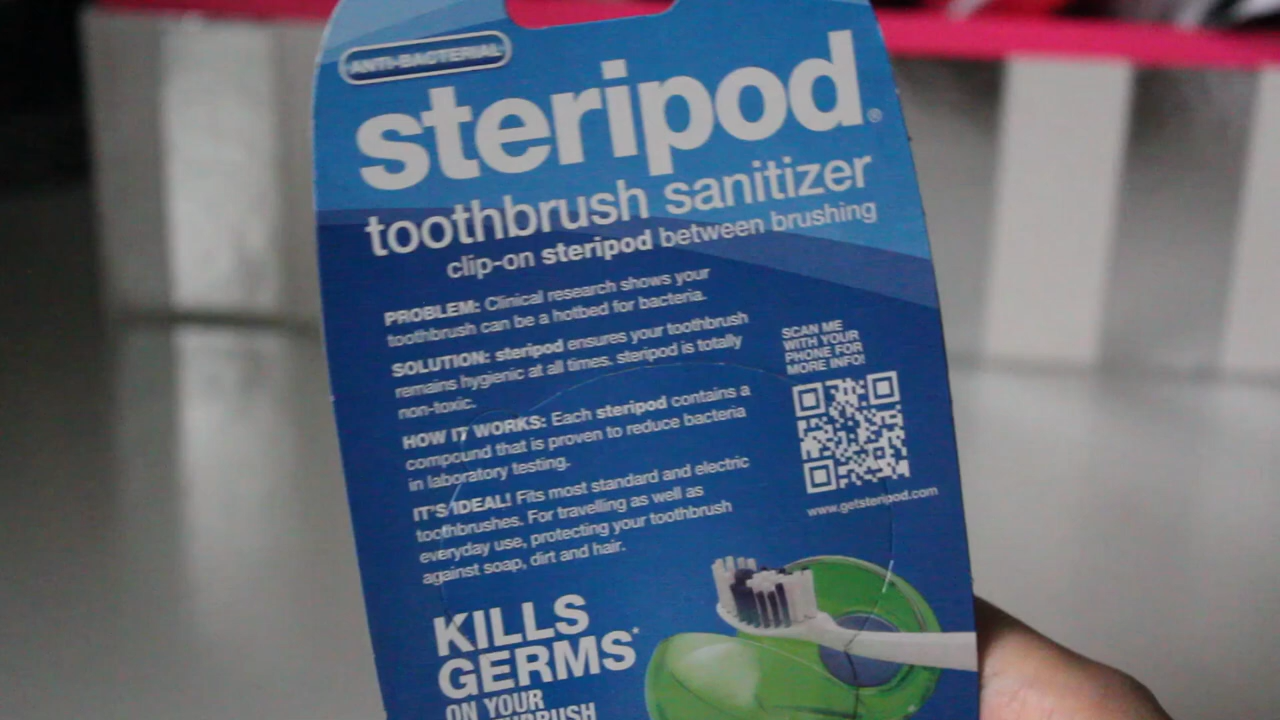 ANTI-BACTERIAL
steripod®
toothbrush sanitizer
clip-on steripod between brushing
PROBLEM: Clinical research shows your
toothbrush can be a hotbed for bacteria.
SOLUTION: steripod ensures your toothbrush
remains hygienic at all times. steripod is totally
non-toxic.
HOW IT WORKS: Each steripod contains a
compound that is proven to reduce bacteria
in laboratory testing.
IT'S IDEAL! Fits most standard and electric
toothbrushes. For travelling as well as
everyday use, protecting your toothbrush
against soap, dirt and hair.
SCAN ME
WITH YOUR
PHONE FOR
MORE INFO!
www.getsteripod.com
KILLS
GERMS*
ON YOUR